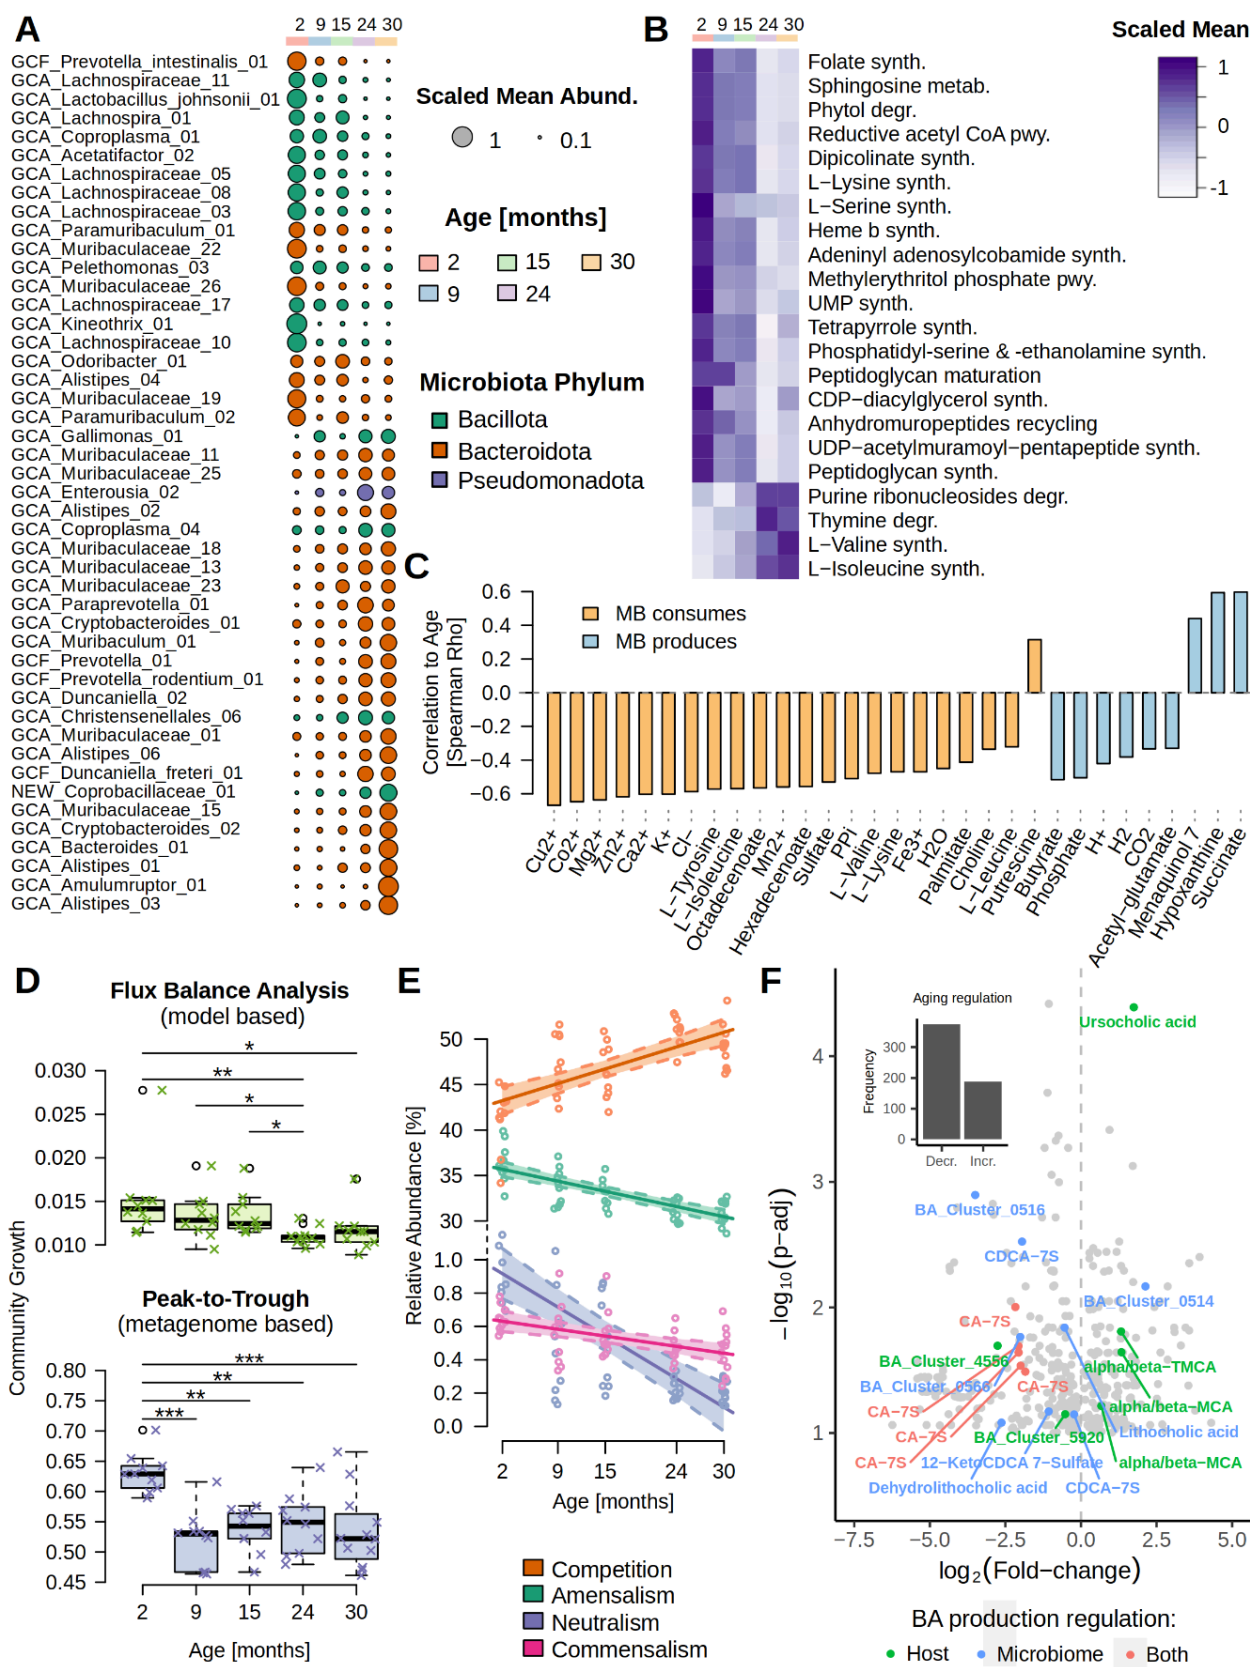 A
2 9 15 24 30
GCF_Prevotella_intestinalis_01
GCA_Lachnospiraceae_11
GCA_Lactobacillus_johnsonii_01
GCA_Lachnospira_01
GCA_Coproplasma_01
GCA_Acetatifactor_02
GCA_Lachnospiraceae_05
GCA_Lachnospiraceae_08
GCA_Lachnospiraceae_03
GCA_Paramuribaculum_01
GCA_Muribaculaceae_22
GCA_Pelethomonas_03
GCA_Muribaculaceae_26
GCA_Lachnospiraceae_17
GCA_Kineothrix_01
GCA_Lachnospiraceae_10
GCA_Odoribacter_01
GCA_Alistipes_04
GCA_Muribaculaceae_19
GCA_Paramuribaculum_02
GCA_Gallimonas_01
GCA_Muribaculaceae_11
GCA_Muribaculaceae_25
GCA_Enterousia_02
GCA_Alistipes_02
GCA_Coproplasma_04
GCA_Muribaculaceae_18
GCA_Muribaculaceae_13
GCA_Muribaculaceae_23
GCA_Paraprevotella_01
GCA_Cryptobacteroides_01
GCA_Muribaculum_01
GCF_Prevotella_01
GCF_Prevotella_rodentium_01
GCA_Duncaniella_02
GCA_Christensenellales_06
GCA_Muribaculaceae_01
GCA_Alistipes_06
GCF_Duncaniella_freteri_01
NEW_Coprobacillaceae_01
GCA_Muribaculaceae_15
GCA_Cryptobacteroides_02
GCA_Bacteroides_01
GCA_Alistipes_01
GCA_Amulumruptor_01
GCA_Alistipes_03
Scaled Mean Abund.
1 0.1
Age [months]
2 15 30
9 24
Microbiota Phylum
Bacillota
Bacteroidota
Pseudomonadota
B
2 9 15 24 30
Scaled Mean
1
0
-1
Folate synth.
Sphingosine metab.
Phytol degr.
Reductive acetyl CoA pwy.
Dipicolinate synth.
L−Lysine synth.
L−Serine synth.
Heme b synth.
Adeninyl adenosylcobamide synth.
Methylerythritol phosphate pwy.
UMP synth.
Tetrapyrrole synth.
Phosphatidyl-serine & -ethanolamine synth.
Peptidoglycan maturation
CDP−diacylglycerol synth.
Anhydromuropeptides recycling
UDP−acetylmuramoyl−pentapeptide synth.
Peptidoglycan synth.
Purine ribonucleosides degr.
Thymine degr.
L−Valine synth.
L−Isoleucine synth.
C
Correlation to Age
[Spearman Rho]
0.6
0.4
0.2
0.0
−0.2
−0.4
−0.6
MB consumes
MB produces
Cu2+
Co2+
Mg2+
Zn2+
Ca2+
K+
Cl−
L−Tyrosine
L−Isoleucine
Octadecenoate
Mn2+
Hexadecenoate
Sulfate
PPi
L−Valine
L−Lysine
Fe3+
H2O
Palmitate
Choline
L−Leucine
Putrescine
Butyrate
Phosphate
H+
H2
CO2
Acetyl−glutamate
Menaquinol 7
Hypoxanthine
Succinate
D
Flux Balance Analysis
(model based)
*
**
*
*
0.030
0.025
0.020
0.015
0.010
Community Growth
Peak-to-Trough
(metagenome based)
***
**
**
***
0.80
0.75
0.70
0.65
0.60
0.55
0.50
0.45
2 9 15 24 30
Age [months]
E
Relative Abundance [%]
50
45
40
35
30
1.0
0.8
0.6
0.4
0.2
0.0
2 9 15 24 30
Age [months]
Competition
Amensalism
Neutralism
Commensalism
F
−log10(p−adj)
4
3
2
1
Aging regulation
Frequency
300
200
100
0
Decr. Incr.
Ursocholic acid
BA_Cluster_0516
CDCA−7S
BA_Cluster_0514
CA−7S
BA_Cluster_4556
alpha/beta−TMCA
BA_Cluster_0566
CA−7S
CA−7S
alpha/beta−MCA
CA−7S
BA_Cluster_5920
Lithocholic acid
CA−7S
12−KetoCDCA 7−Sulfate
alpha/beta−MCA
Dehydrolithocholic acid
CDCA−7S
−7.5 −5.0 −2.5 0.0 2.5 5.0
log2(Fold−change)
BA production regulation:
Host Microbiome Both